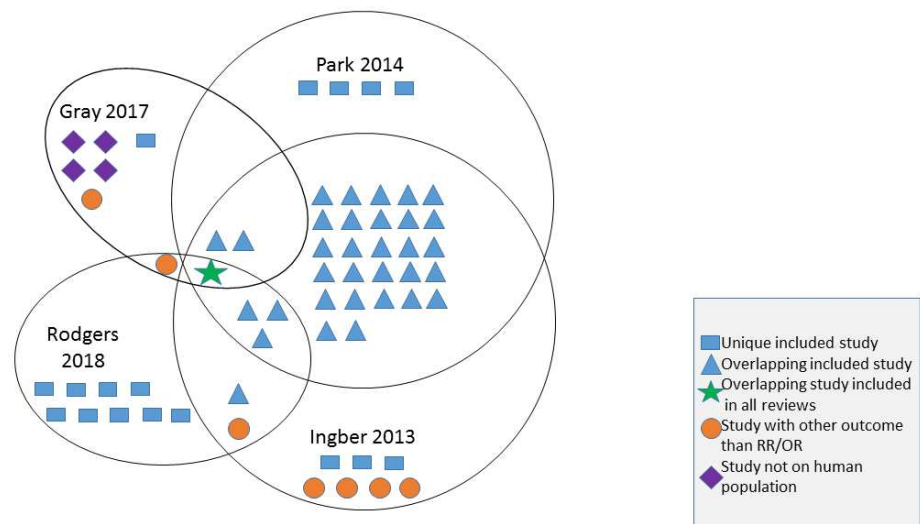 Park 2014
Gray 2017
Rodgers
2018
Ingber 2013
Unique included study
Overlapping included study
Overlapping study included
in all reviews
Study with other outcome
than RR/OR
Study not on human
population